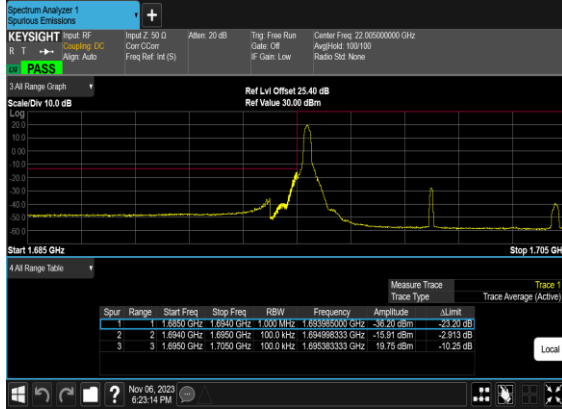 Spectrum Analyzer 1
Spurious Emissions
KEYSIGHT
R T
PASS
Input: RF
Coupling: DC
Align: Auto
Input Z: 50 Ω
Corr CCorr
Freq Ref: Int (S)
Atten: 20 dB
Trig: Free Run
Gate: Off
IF Gain: Low
Center Freq: 22.005000000 GHz
Avg|Hold: 100/100
Radio Std: None
3 All Range Graph
Scale/Div 10.0 dB
Ref Lvl Offset 25.40 dB
Ref Value 30.00 dBm
Log
20.0
10.0
0.00
-10.0
-20.0
-30.0
-40.0
-50.0
-60.0
Start 1.685 GHz
Stop 1.705 GH
4 All Range Table
Measure Trace Trace 1
Trace Type Trace Average (Active)
Spur Range Start Freq Stop Freq RBW Frequency Amplitude ΔLimit
1 1 1.6850 GHz 1.6940 GHz 1.000 MHz 1.693985000 GHz -36.20 dBm -23.20 dB
2 2 1.6940 GHz 1.6950 GHz 100.0 kHz 1.694998333 GHz -15.91 dBm -2.913 dB
3 3 1.6950 GHz 1.7050 GHz 100.0 kHz 1.695383333 GHz 19.75 dBm -10.25 dB
Local
Nov 06, 2023
6:23:14 PM